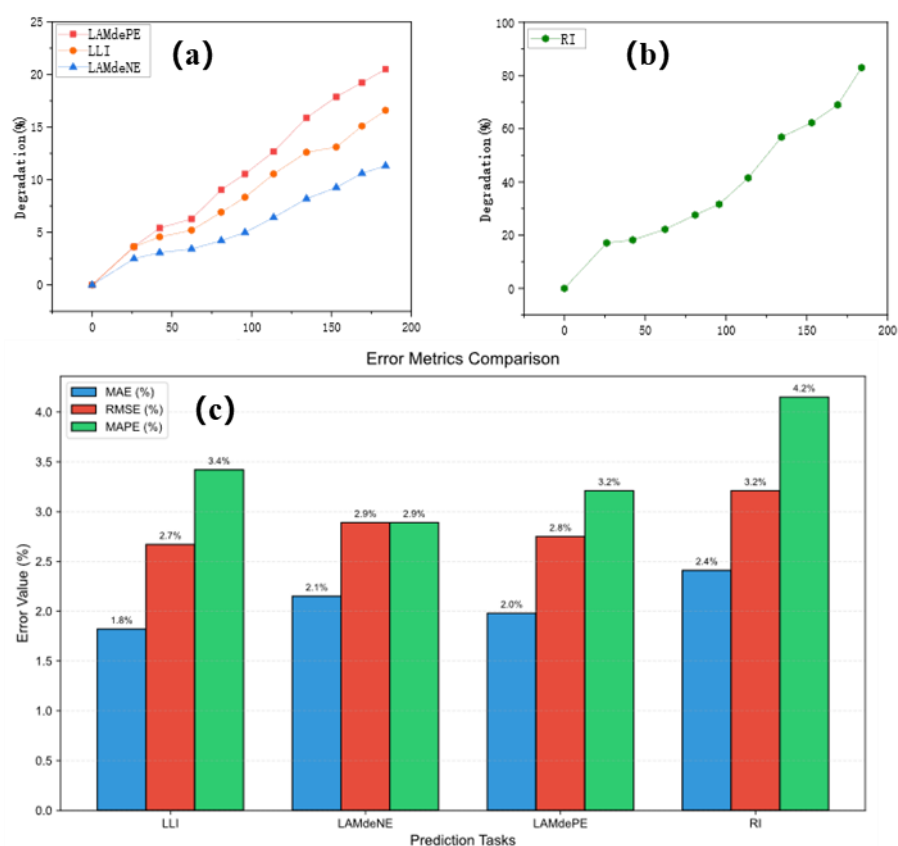 25
20
15
10
5
0
Degradation(%)
LAMdePE
LLI
LAMdeNE
(a)
0
50
100
150
200
100
80
60
40
20
0
Degradation(%)
RI
(b)
0
50
100
150
200
Error Metrics Comparison
MAE (%)
RMSE (%)
MAPE (%)
(c)
4.0
3.5
3.0
2.5
2.0
1.5
1.0
0.5
0.0
Error Value (%)
1.8%
2.7%
3.4%
2.1%
2.9%
2.9%
2.0%
2.8%
3.2%
2.4%
3.2%
4.2%
LLI
LAMdeNE
LAMdePE
RI
Prediction Tasks